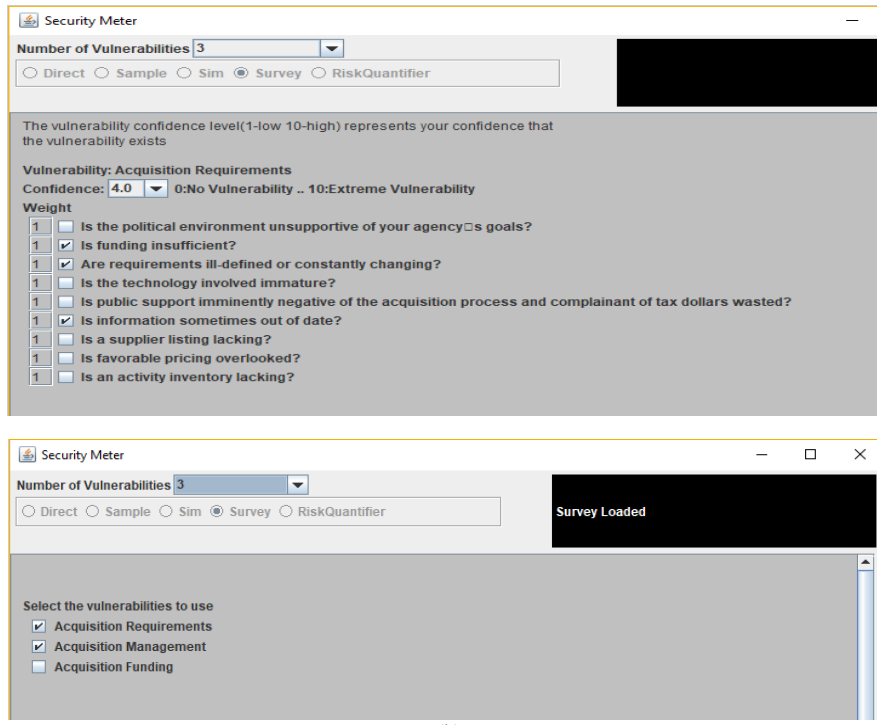 Security Meter
Number of Vulnerabilities 3
Direct Sample Sim Survey RiskQuantifier
The vulnerability confidence level(1-low 10-high) represents your confidence that
the vulnerability exists
Vulnerability: Acquisition Requirements
Confidence: 4.0 0:No Vulnerability .. 10:Extreme Vulnerability
Weight
1 Is the political environment unsupportive of your agency□s goals?
1 Is funding insufficient?
1 Are requirements ill-defined or constantly changing?
1 Is the technology involved immature?
1 Is public support imminently negative of the acquisition process and complainant of tax dollars wasted?
1 Is information sometimes out of date?
1 Is a supplier listing lacking?
1 Is favorable pricing overlooked?
1 Is an activity inventory lacking?
Security Meter
Number of Vulnerabilities 3
Direct Sample Sim Survey RiskQuantifier
Survey Loaded
Select the vulnerabilities to use
Acquisition Requirements
Acquisition Management
Acquisition Funding